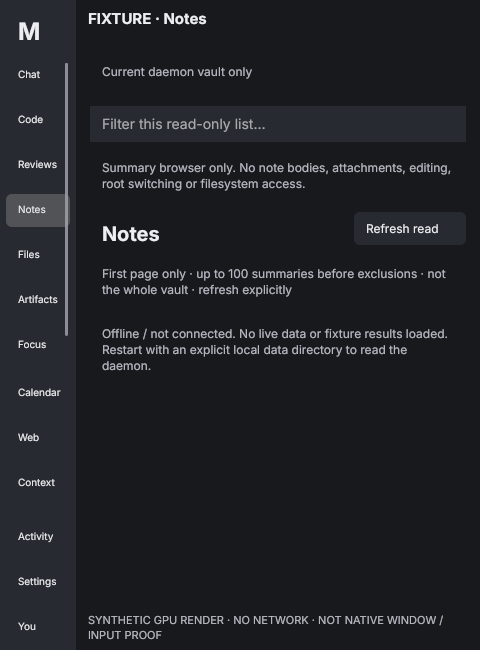 M
Chat
Code
Reviews
Notes
Files
Artifacts
Focus
Calendar
Web
Context
Activity
Settings
You
FIXTURE · Notes
Current daemon vault only
Filter this read-only list...
Summary browser only. No note bodies, attachments, editing,
root switching or filesystem access.
Notes
Refresh read
First page only · up to 100 summaries before exclusions · not
the whole vault · refresh explicitly
Offline / not connected. No live data or fixture results loaded.
Restart with an explicit local data directory to read the
daemon.
SYNTHETIC GPU RENDER · NO NETWORK · NOT NATIVE WINDOW /
INPUT PROOF